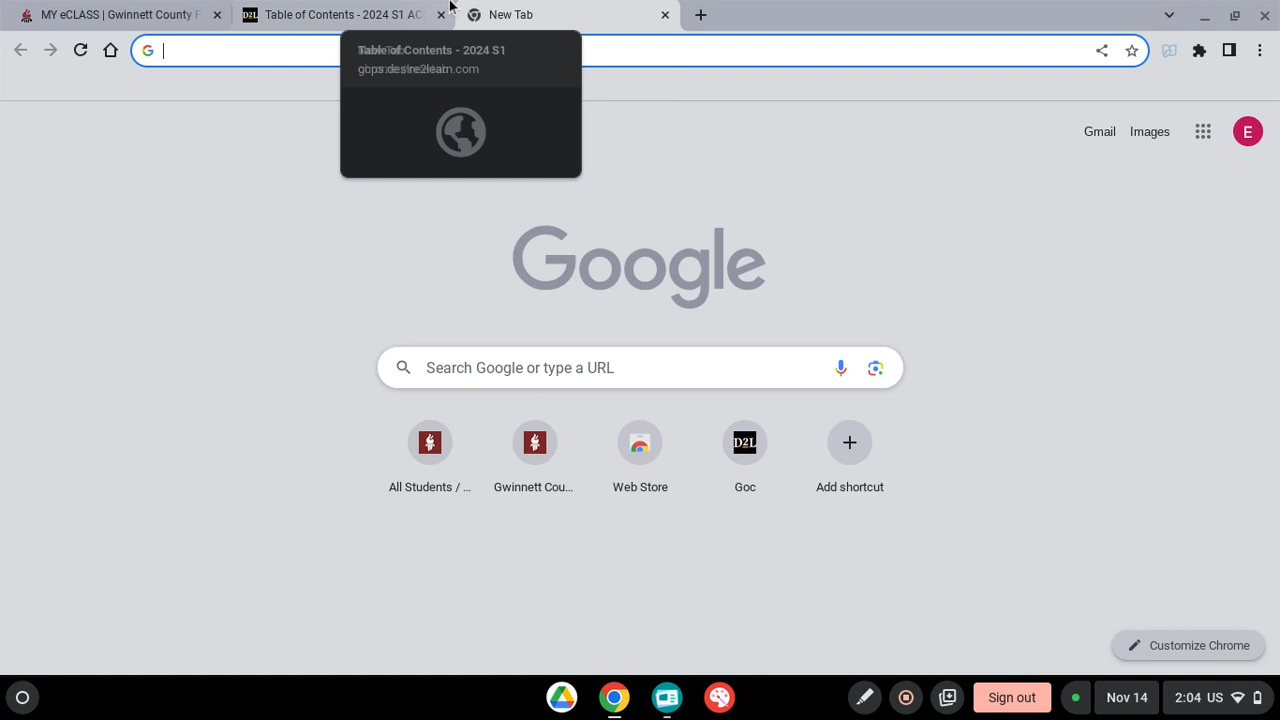 MY eCLASS | Gwinnett County P
D2L Table of Contents - 2024 S1 AC
New Tab
Table of Contents - 2024 S1
Gmail Images E
Google
Search Google or type a URL
D2L
All Students / ... Gwinnett Cou... Web Store Goc Add shortcut
Customize Chrome
Sign out Nov 14 2:04 US